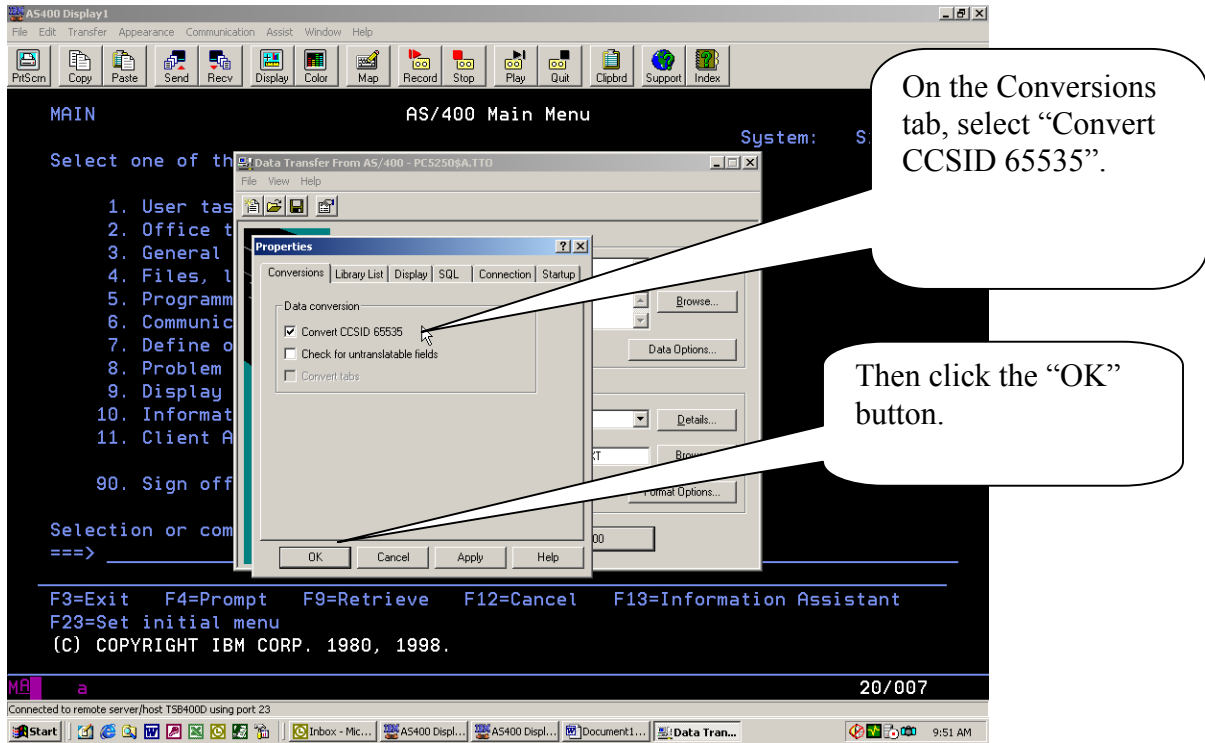 AS400 Display1
File Edit Transfer Appearance Communication Assist Window Help
PrtScrn Copy Paste Send Recv Display Color Map Record Stop Play Quit Clipbrd Support Index
On the Conversions
tab, select “Convert
CCSID 65535”.
MAIN AS/400 Main Menu
System: S
Select one of th
Data Transfer From AS/400 - PC5250$A.TTO
File View Help
1. User tas
2. Office t
3. General
4. Files, l
5. Programm
6. Communic
7. Define o
8. Problem
9. Display
10. Informat
11. Client A
90. Sign off
Properties
Conversions Library List Display SQL Connection Startup
Data conversion
Convert CCSID 65535
Check for untranslatable fields
Convert tabs
OK Cancel Apply Help
Browse...
Data Options...
Details...
XT Brow
Format Options...
00
Then click the “OK”
button.
Selection or com
===>
F3=Exit F4=Prompt F9=Retrieve F12=Cancel F13=Information Assistant
F23=Set initial menu
(C) COPYRIGHT IBM CORP. 1980, 1998.
MA a 20/007
Connected to remote server/host TSB400D using port 23
Start Inbox - Mic... AS400 Displ... AS400 Displ... Document1... Data Tran... 9:51 AM